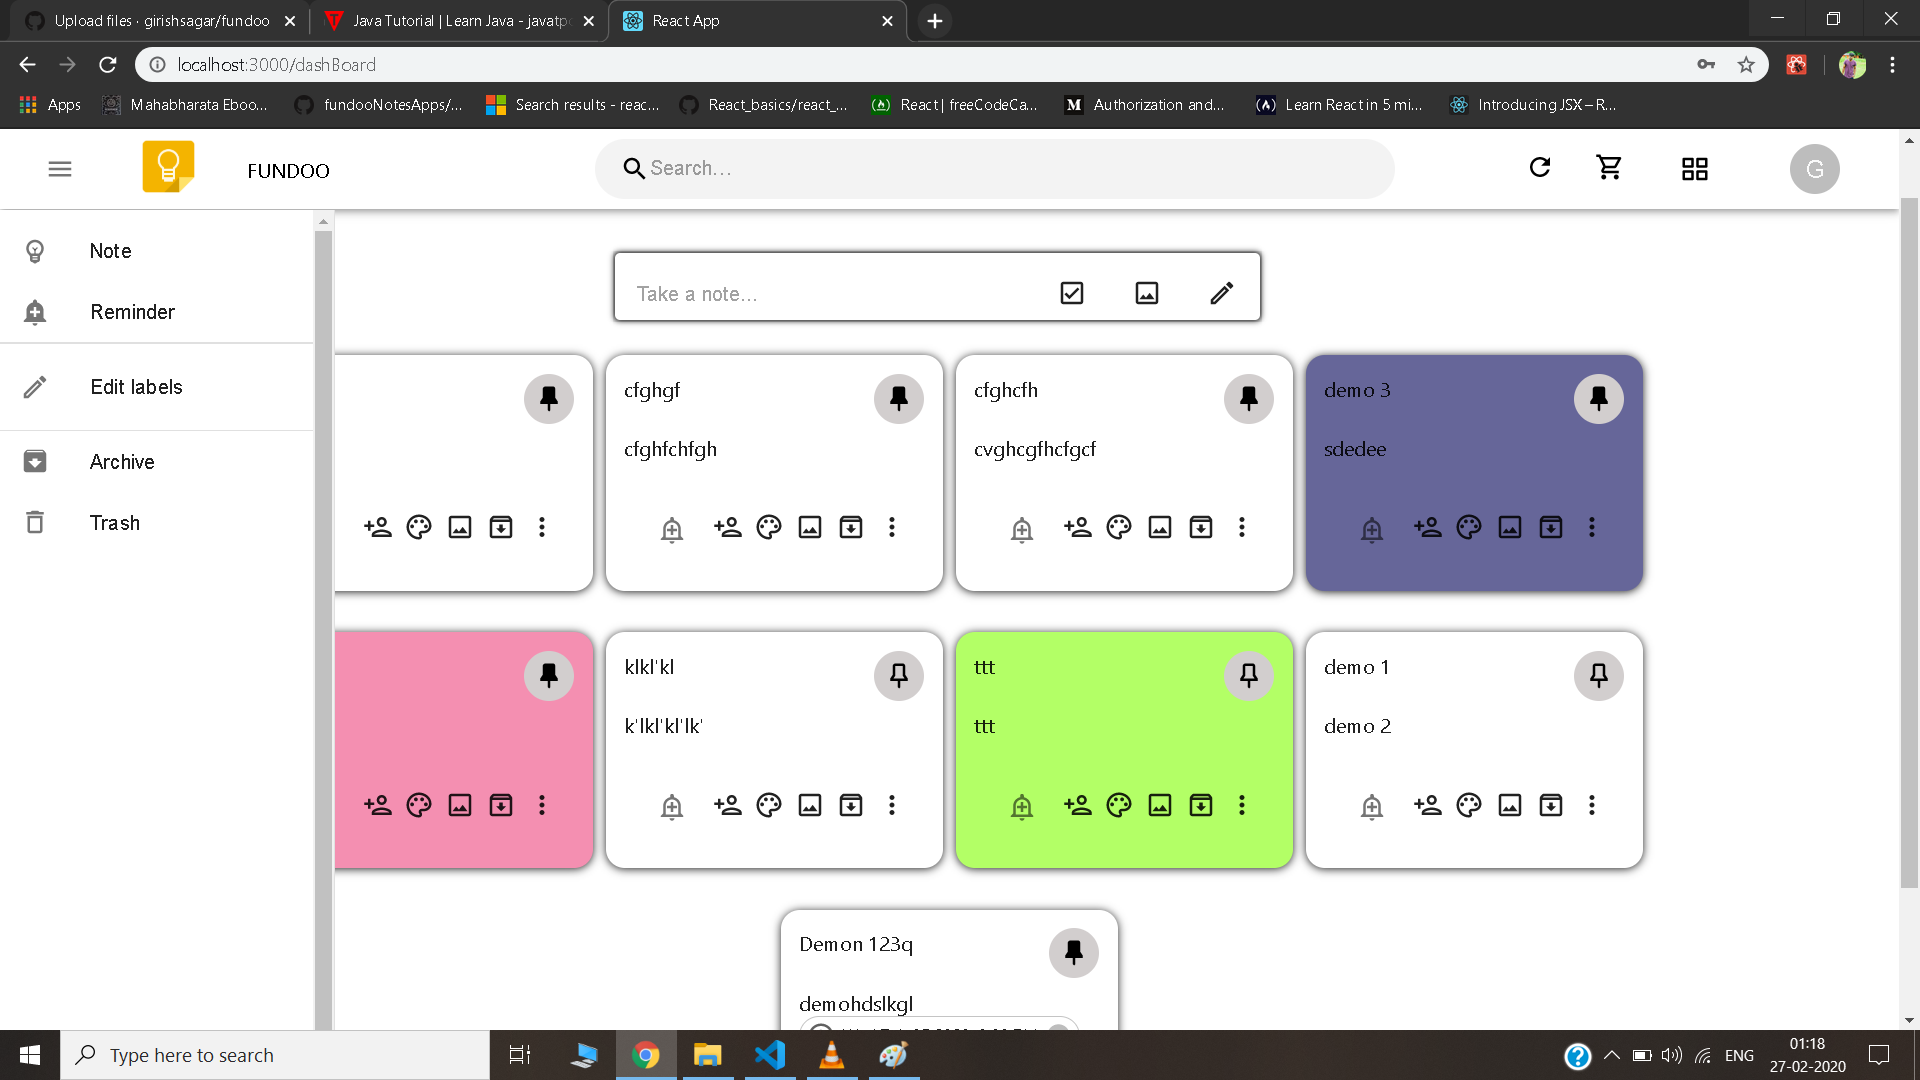 Upload files · girishsagar/fundoo
Java Tutorial | Learn Java - javatp
React App
localhost:3000/dashBoard
Apps
Mahabharata Eboo...
fundooNotesApps/...
Search results - reac...
React_basics/react_...
React | freeCodeCa...
Authorization and...
Learn React in 5 mi...
Introducing JSX – R...
FUNDOO
Search...
G
Note
Reminder
Edit labels
Archive
Trash
Take a note...
cfghgf
cfghfchfgh
cfghcfh
cvghcgfhcfgcf
demo 3
sdedee
klkl'kl
k'lkl'kl'lk'
ttt
ttt
demo 1
demo 2
Demon 123q
demohdslkgl
Type here to search
ENG
01:18
27-02-2020